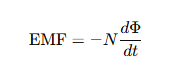 EMF = −N dΦ/dt